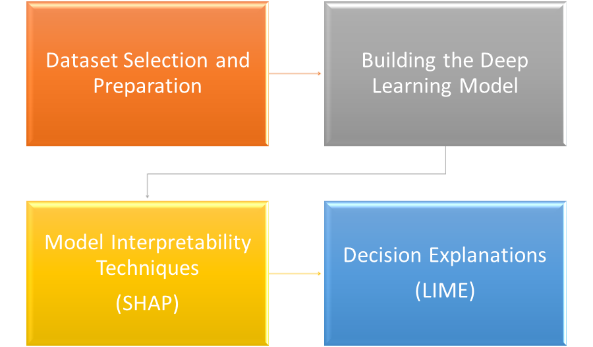 Dataset Selection and
Preparation
Building the Deep
Learning Model
Model Interpretability
Techniques
(SHAP)
Decision Explanations
(LIME)